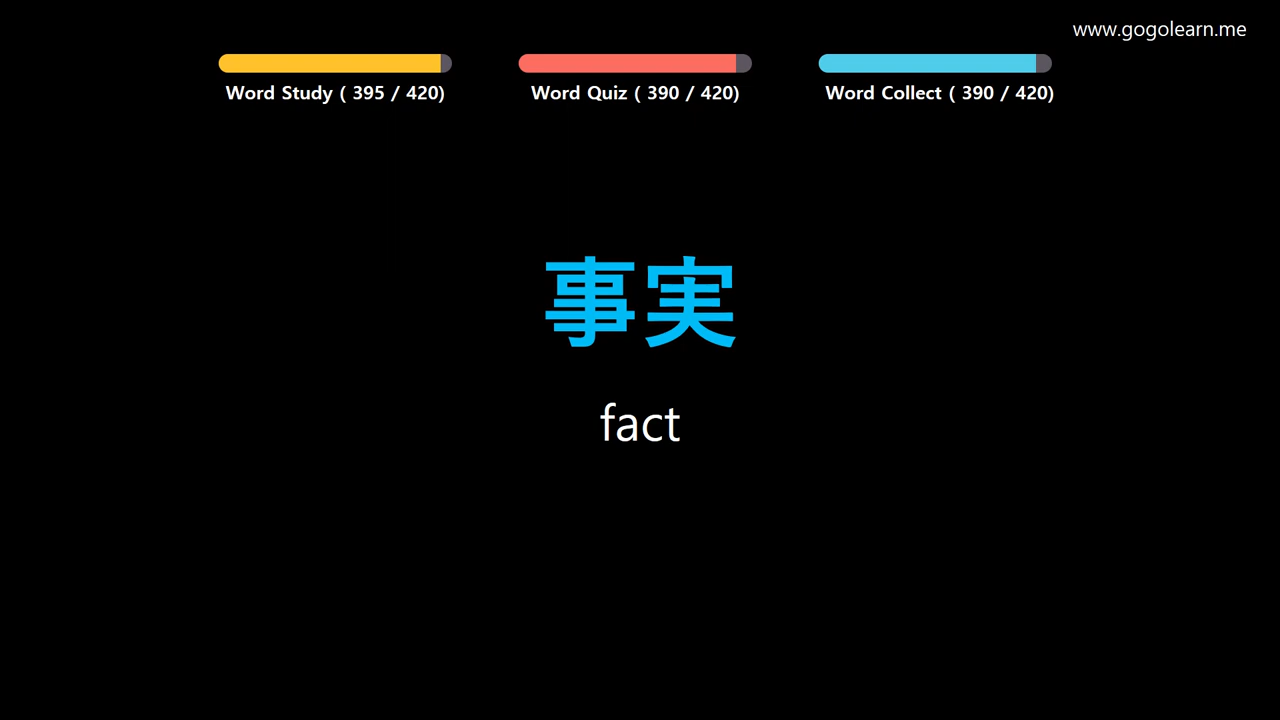 www.gogolearn.me
Word Study ( 395 / 420)
Word Quiz ( 390 / 420)
Word Collect ( 390 / 420)
事実
fact